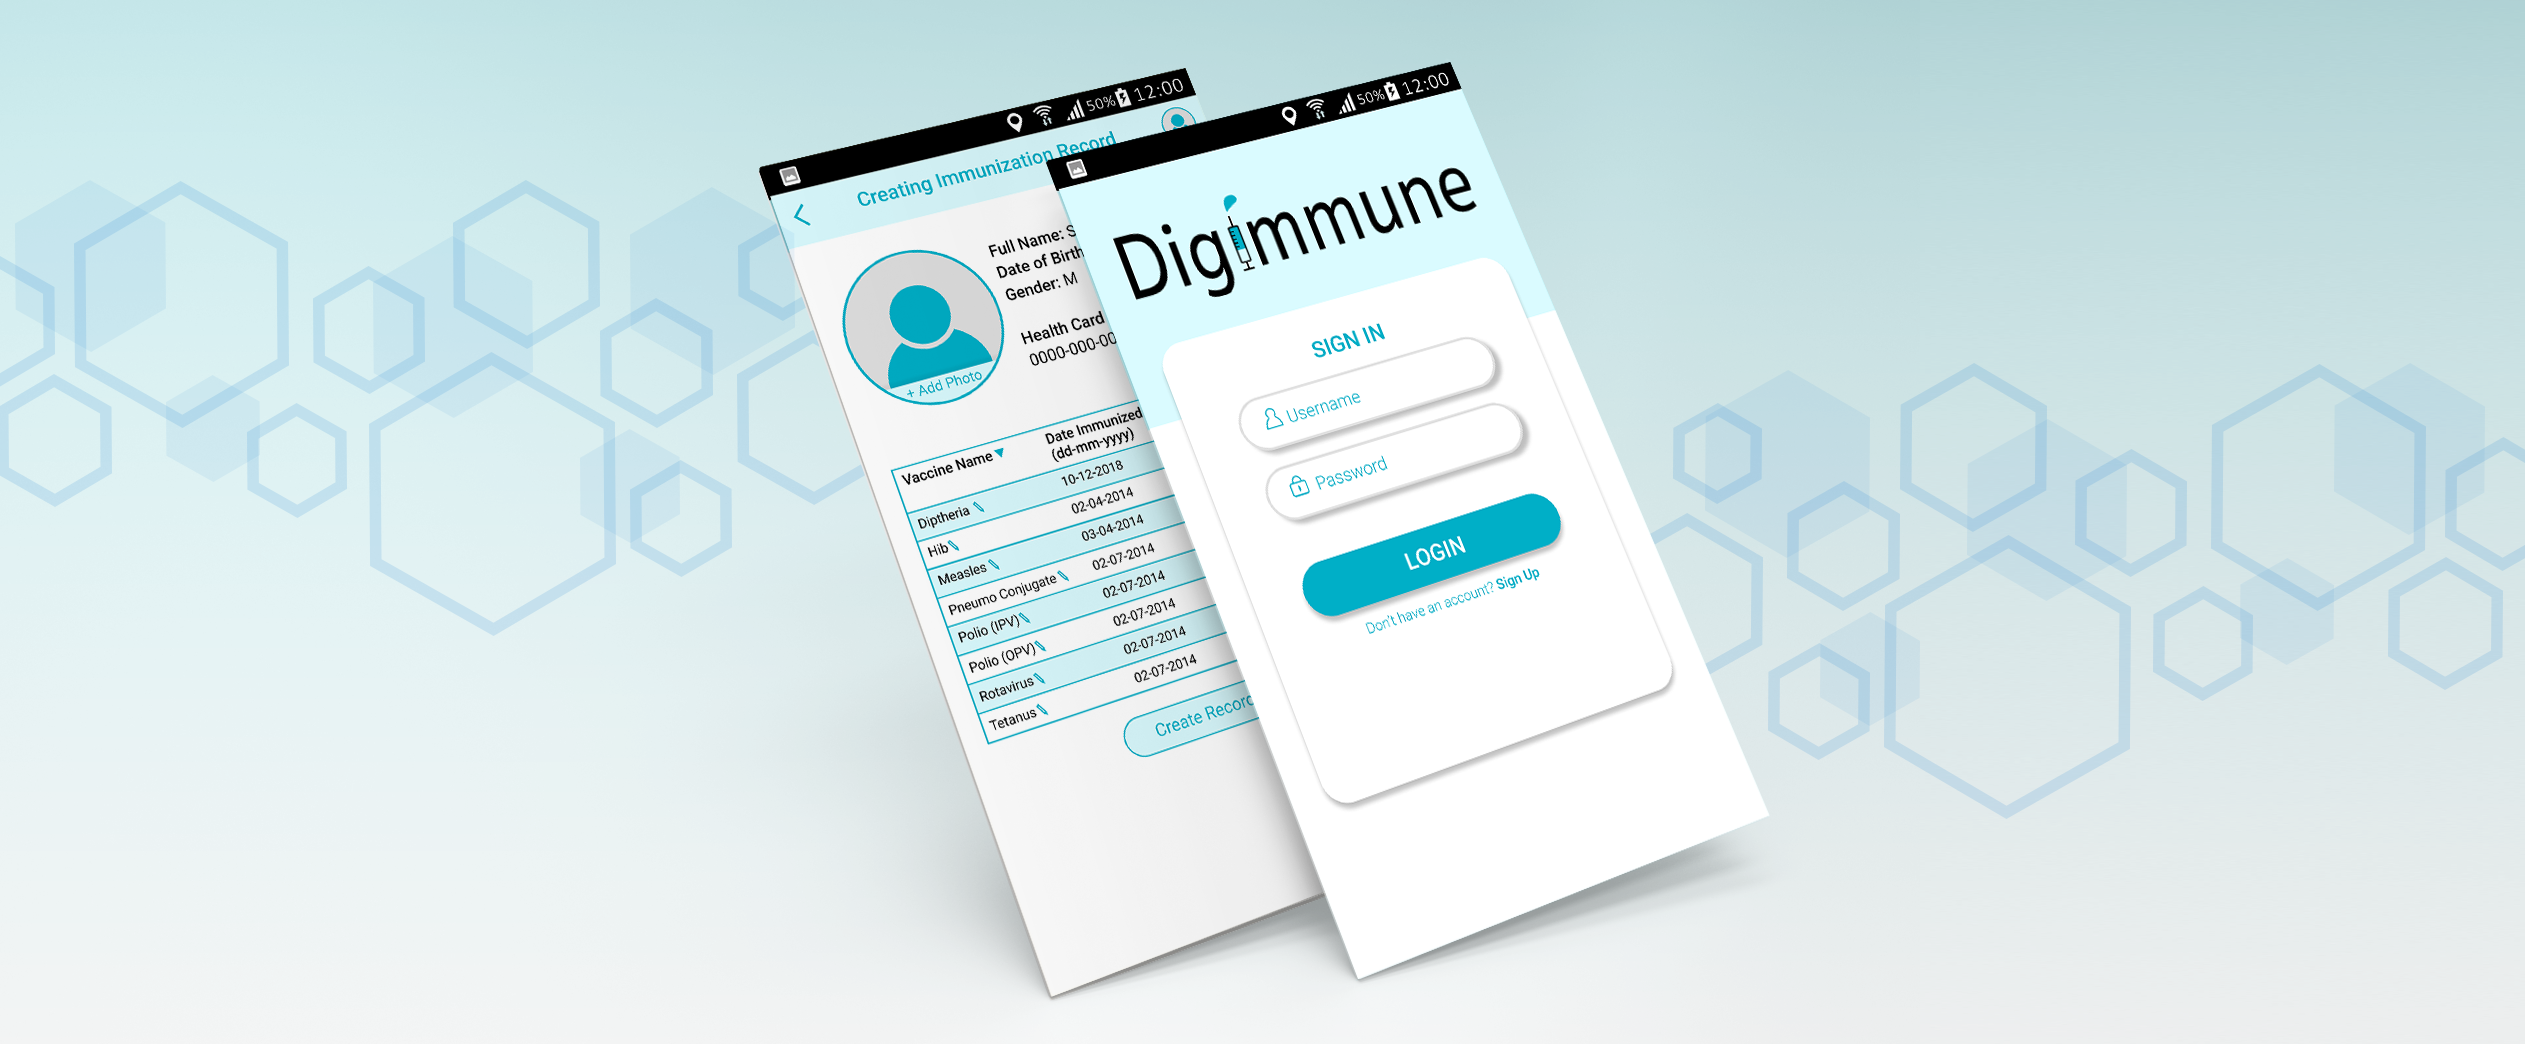 50% 12:00
Creating Immunization Record
Full Name: S
Date of Birth
Gender: M
Health Card
0000-000-00
+ Add Photo
Vaccine Name Date Immunized
(dd-mm-yyyy)
Diptheria 10-12-2018
Hib 02-04-2014
Measles 03-04-2014
Pneumo Conjugate 02-07-2014
Polio (IPV) 02-07-2014
Polio (OPV) 02-07-2014
Rotavirus 02-07-2014
Tetanus 02-07-2014
Create Record
50% 12:00
Digimmune
SIGN IN
Username
Password
LOGIN
Don't have an account? Sign Up